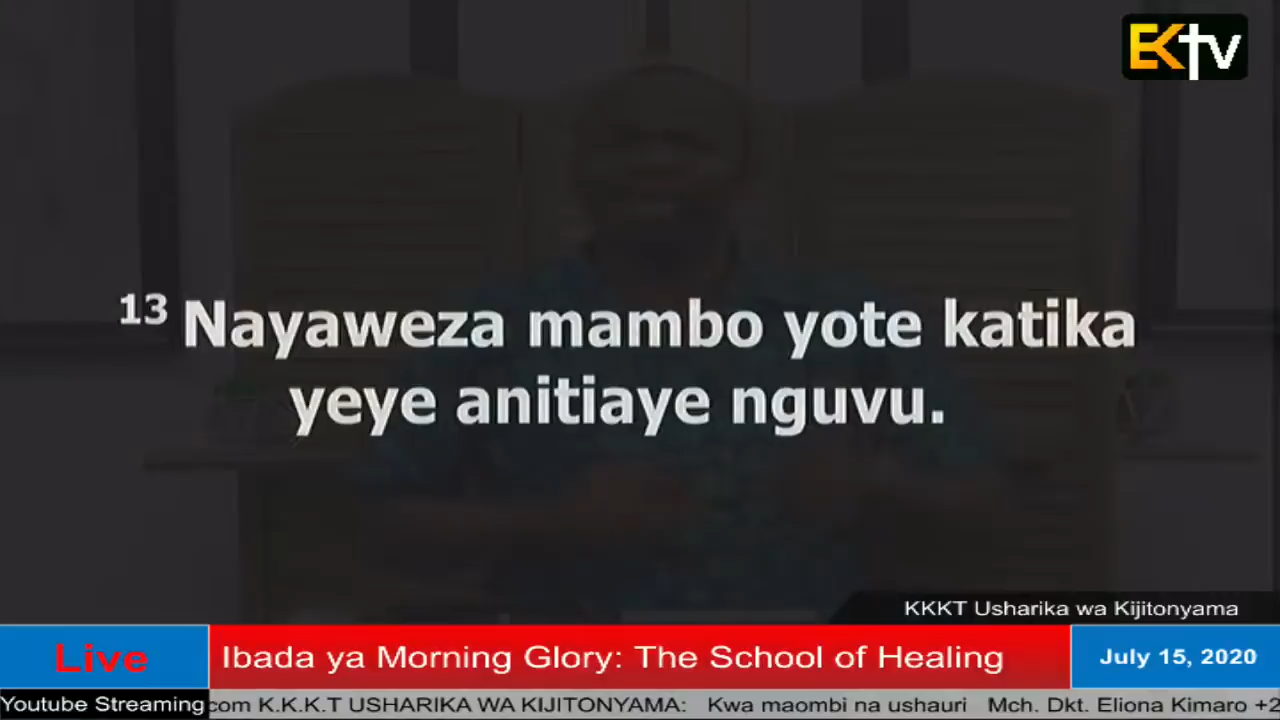 EKtv
13 Nayaweza mambo yote katika
yeye anitiaye nguvu.
KKKT Usharika wa Kijitonyama
Live
Ibada ya Morning Glory: The School of Healing
July 15, 2020
Youtube Streaming
com K.K.K.T USHARIKA WA KIJITONYAMA: Kwa maombi na ushauri Mch. Dkt. Eliona Kimaro +2